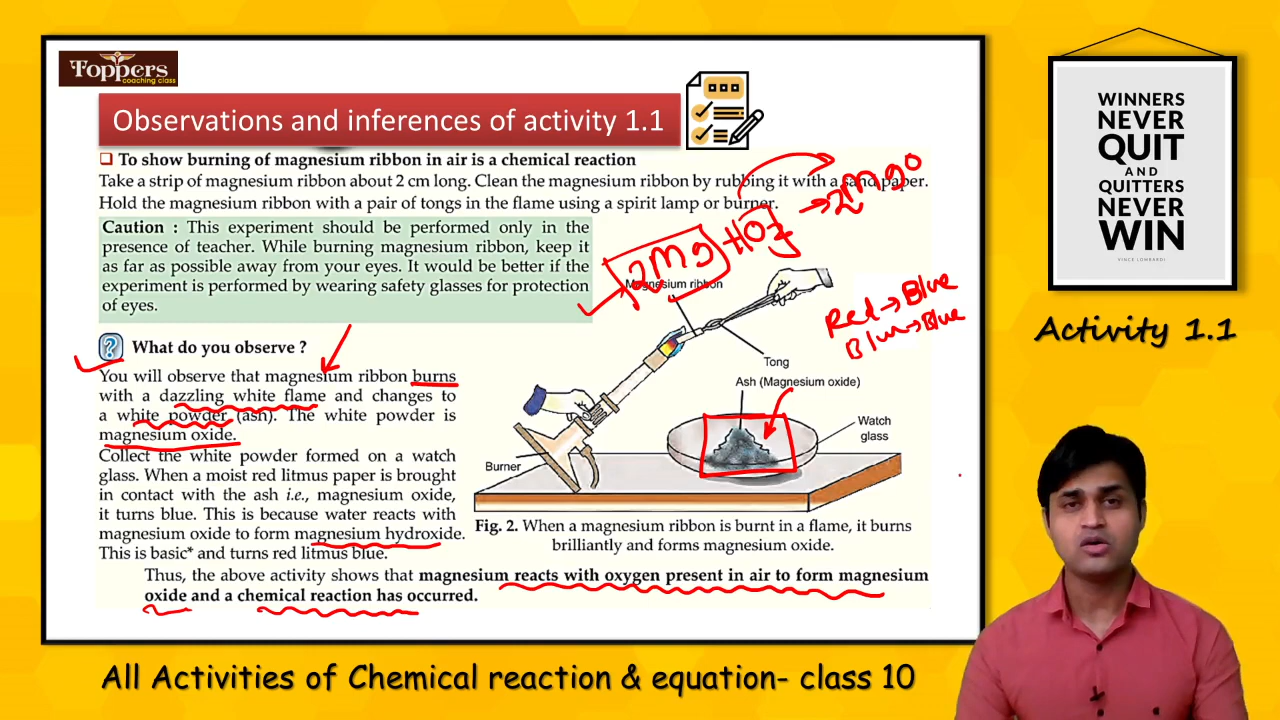 Toppers
coaching class
Observations and inferences of activity 1.1
To show burning of magnesium ribbon in air is a chemical reaction
Take a strip of magnesium ribbon about 2 cm long. Clean the magnesium ribbon by rubbing it with a sand paper.
Hold the magnesium ribbon with a pair of tongs in the flame using a spirit lamp or burner.
Caution : This experiment should be performed only in the
presence of teacher. While burning magnesium ribbon, keep it
as far as possible away from your eyes. It would be better if the
experiment is performed by wearing safety glasses for protection
of eyes.
2Mg + O2 → 2MgO
Red → Blue
Blue → Blue
? What do you observe ?
You will observe that magnesium ribbon burns
with a dazzling white flame and changes to
a white powder (ash). The white powder is
magnesium oxide.
Collect the white powder formed on a watch
glass. When a moist red litmus paper is brought
in contact with the ash i.e., magnesium oxide,
it turns blue. This is because water reacts with
magnesium oxide to form magnesium hydroxide.
This is basic* and turns red litmus blue.
Magnesium ribbon
Tong
Ash (Magnesium oxide)
Watch
glass
Burner
Fig. 2. When a magnesium ribbon is burnt in a flame, it burns
brilliantly and forms magnesium oxide.
Thus, the above activity shows that magnesium reacts with oxygen present in air to form magnesium
oxide and a chemical reaction has occurred.
WINNERS
NEVER
QUIT
AND
QUITTERS
NEVER
WIN
VINCE LOMBARDI
Activity 1.1
All Activities of Chemical reaction & equation- class 10